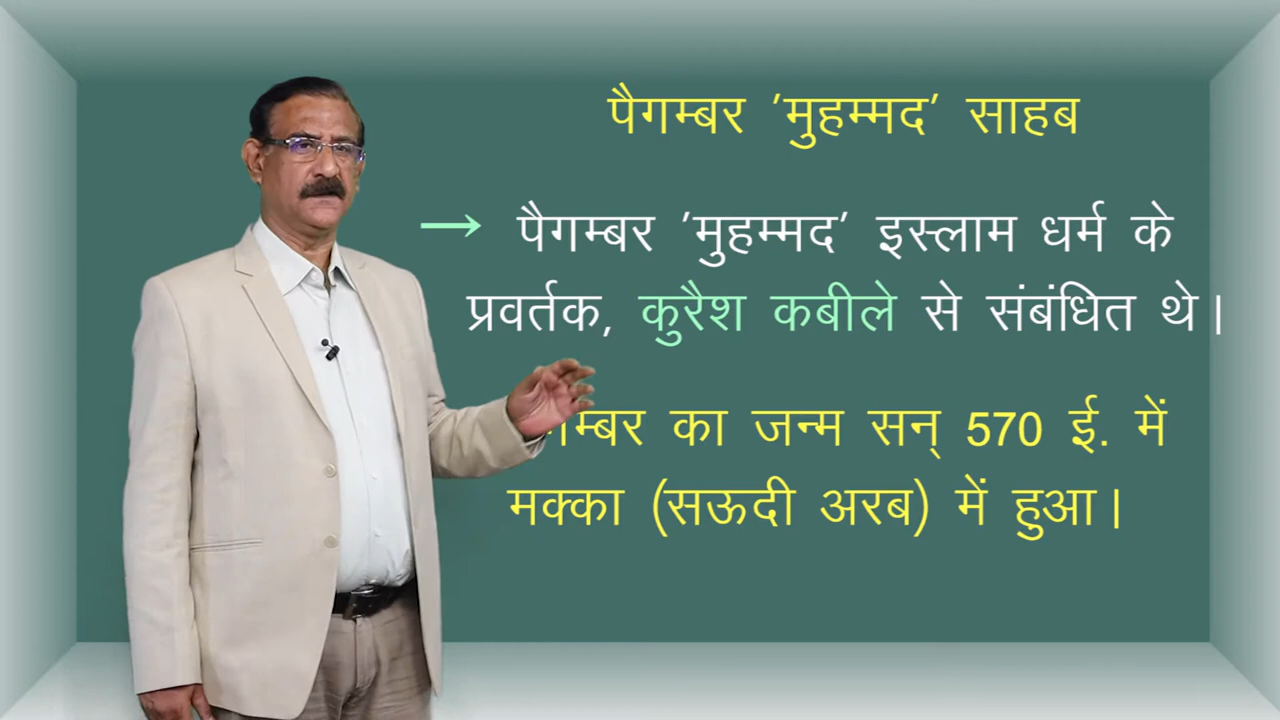 पैगम्बर 'मुहम्मद' साहब
→ पैगम्बर 'मुहम्मद' इस्लाम धर्म के
प्रवर्तक, कुरैश कबीले से संबंधित थे।
का जन्म सन् 570 ई. में
मक्का (सऊदी अरब) में हुआ।